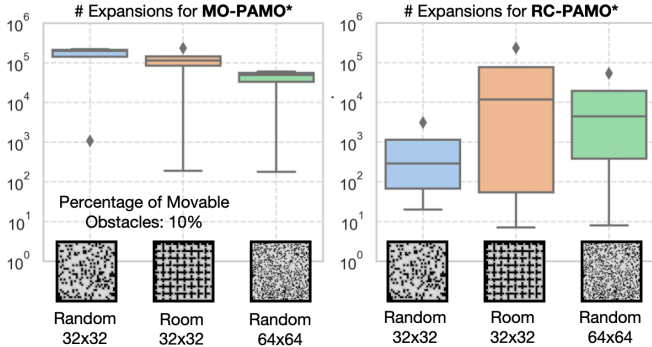 # Expansions for MO-PAMO*
10^6
10^5
10^4
10^3
10^2
10^1
10^0
Percentage of Movable
Obstacles: 10%
Random
32x32
Room
32x32
Random
64x64
# Expansions for RC-PAMO*
10^6
10^5
10^4
10^3
10^2
10^1
10^0
Random
32x32
Room
32x32
Random
64x64